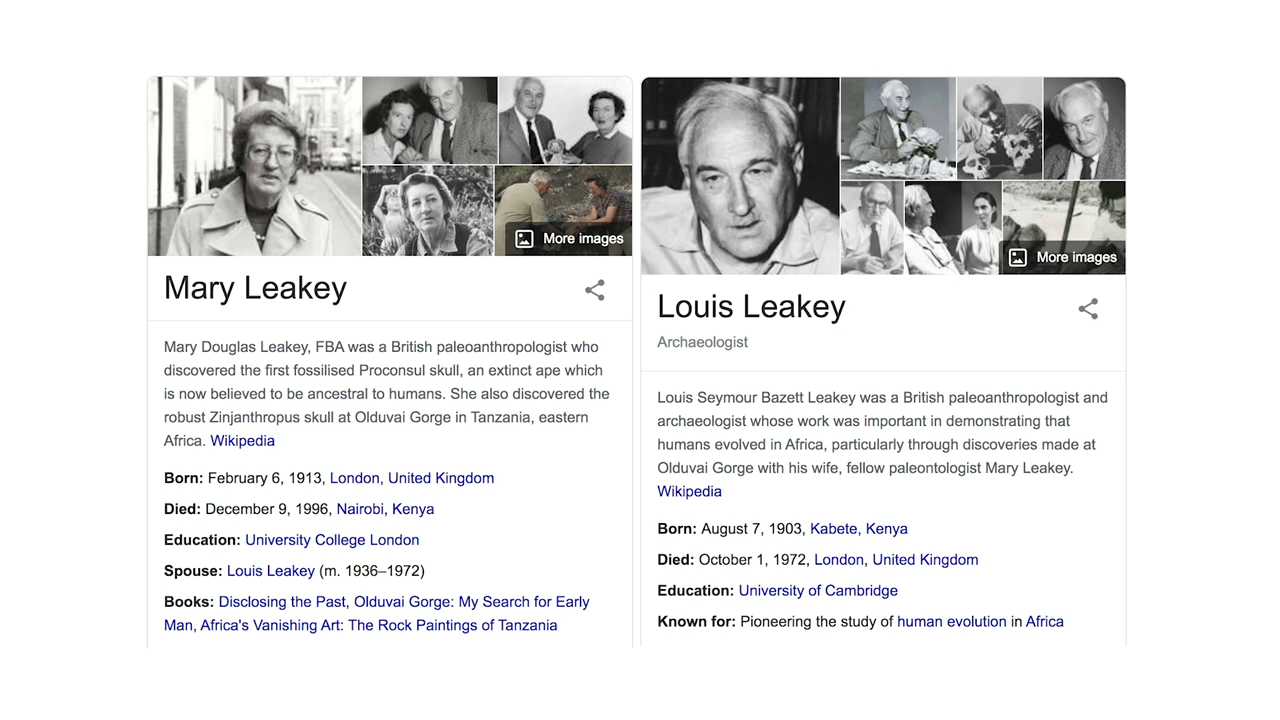 More images
Mary Leakey
Mary Douglas Leakey, FBA was a British paleoanthropologist who
discovered the first fossilised Proconsul skull, an extinct ape which
is now believed to be ancestral to humans. She also discovered the
robust Zinjanthropus skull at Olduvai Gorge in Tanzania, eastern
Africa. Wikipedia
Born: February 6, 1913, London, United Kingdom
Died: December 9, 1996, Nairobi, Kenya
Education: University College London
Spouse: Louis Leakey (m. 1936–1972)
Books: Disclosing the Past, Olduvai Gorge: My Search for Early
Man, Africa's Vanishing Art: The Rock Paintings of Tanzania
More images
Louis Leakey
Archaeologist
Louis Seymour Bazett Leakey was a British paleoanthropologist and
archaeologist whose work was important in demonstrating that
humans evolved in Africa, particularly through discoveries made at
Olduvai Gorge with his wife, fellow paleontologist Mary Leakey.
Wikipedia
Born: August 7, 1903, Kabete, Kenya
Died: October 1, 1972, London, United Kingdom
Education: University of Cambridge
Known for: Pioneering the study of human evolution in Africa